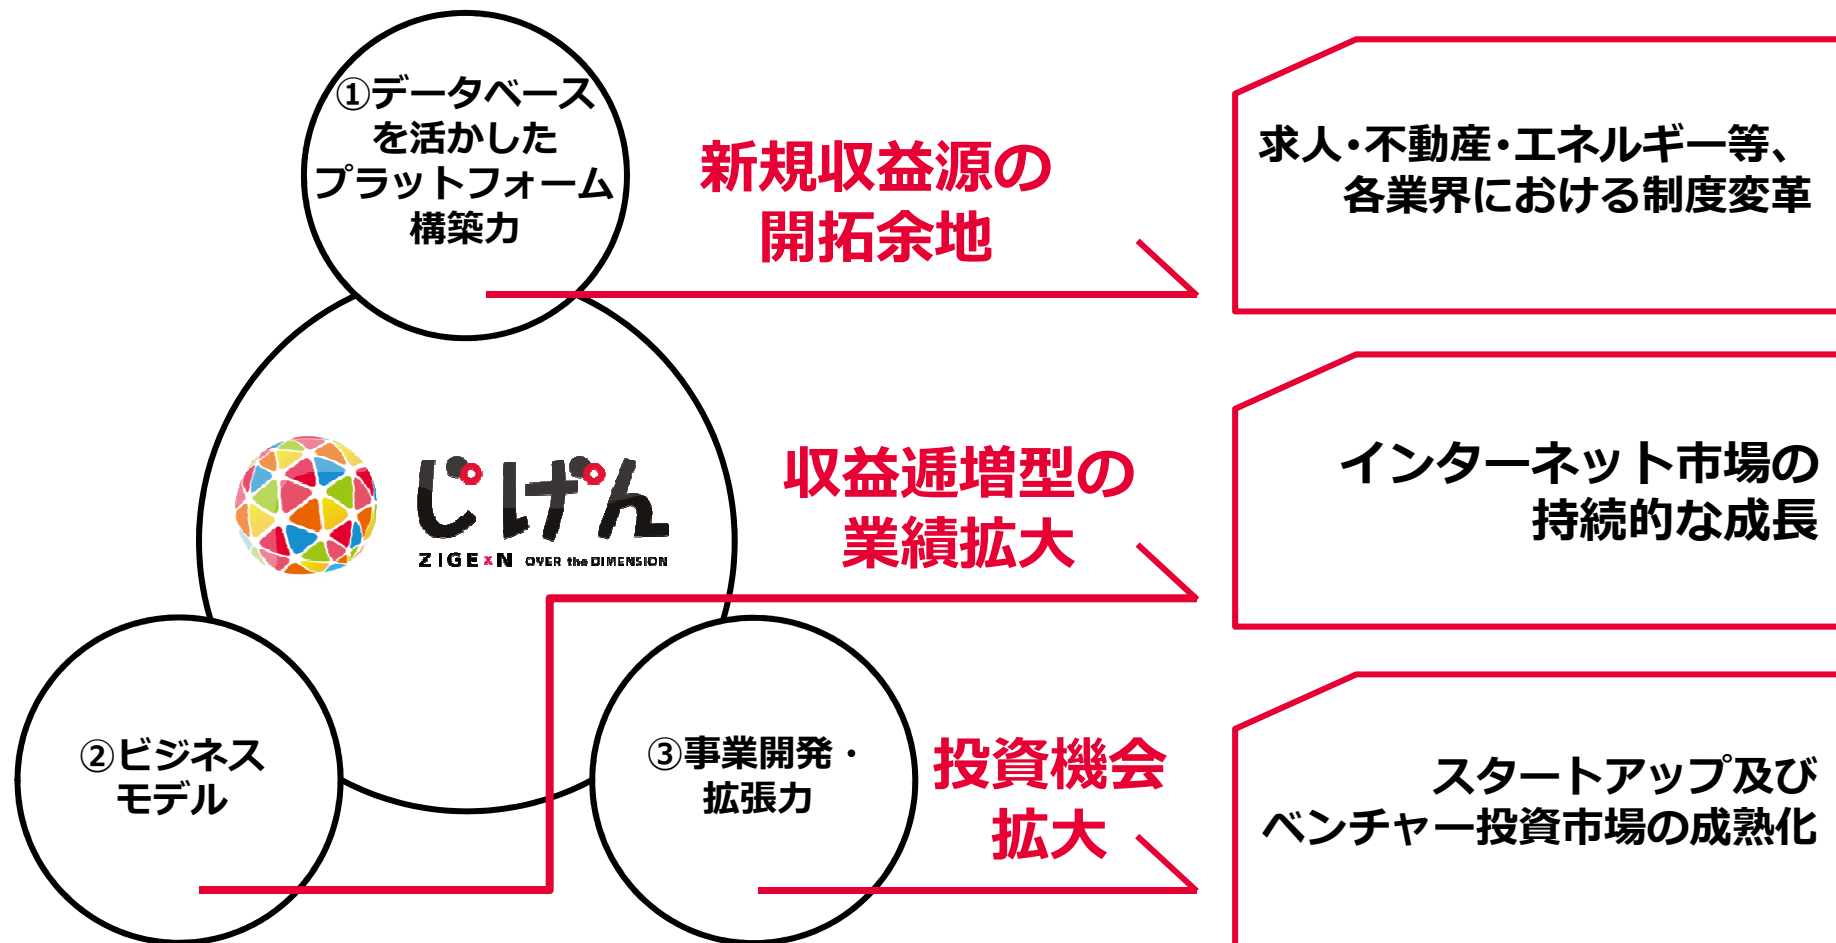 ①データベース
を活かした
プラットフォーム
構築力
新規収益源の
開拓余地
求人・不動産・エネルギー等、
各業界における制度変革
じげん
ZIGExN OVER the DIMENSION
収益逓増型の
業績拡大
インターネット市場の
持続的な成長
②ビジネス
モデル
③事業開発・
拡張力
投資機会
拡大
スタートアップ及び
ベンチャー投資市場の成熟化